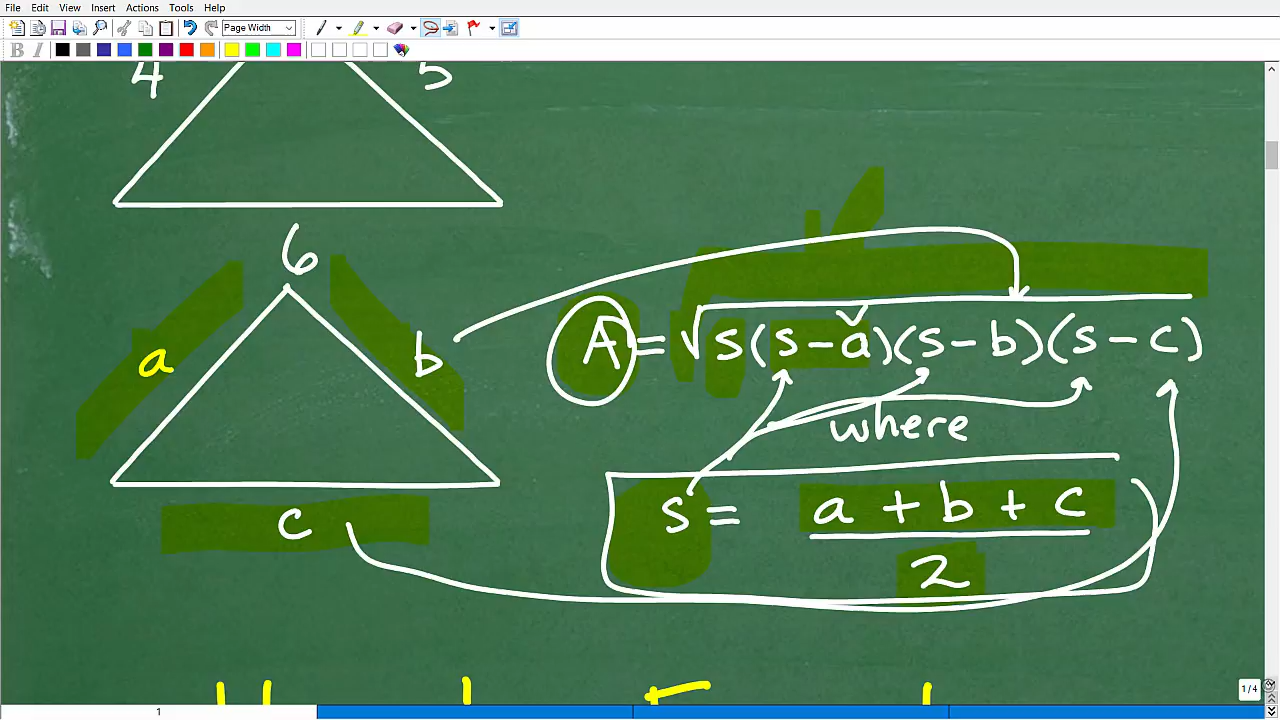 File Edit View Insert Actions Tools Help
Page Width
B I
4 5
6
a b
c
A = √s(s-a)(s-b)(s-c)
where
s = a + b + c
2
1/4
1